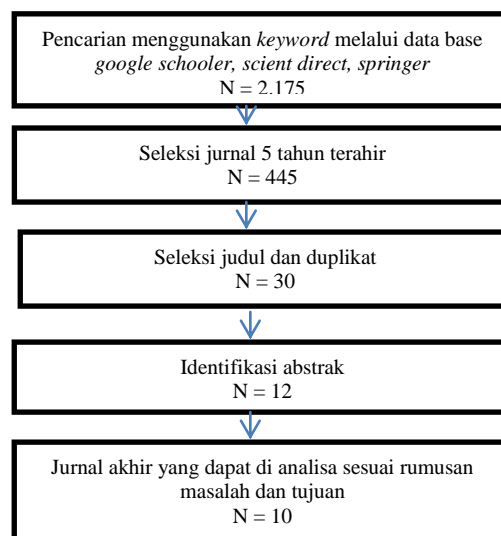 Pencarian menggunakan keyword melalui data base
google schooler, scient direct, springer
N = 2.175
Seleksi jurnal 5 tahun terahir
N = 445
Seleksi judul dan duplikat
N = 30
Identifikasi abstrak
N = 12
Jurnal akhir yang dapat di analisa sesuai rumusan
masalah dan tujuan
N = 10